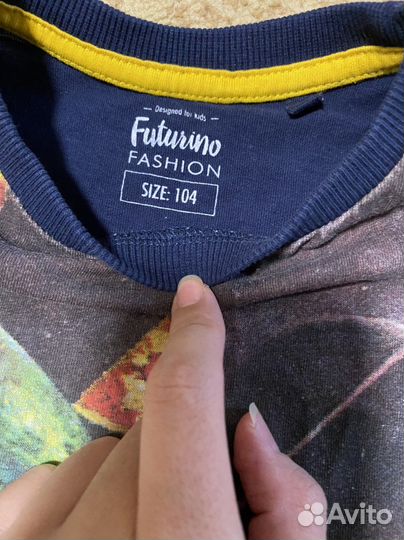 Designed for kids
Futurino
FASHION
SIZE: 104
Avito